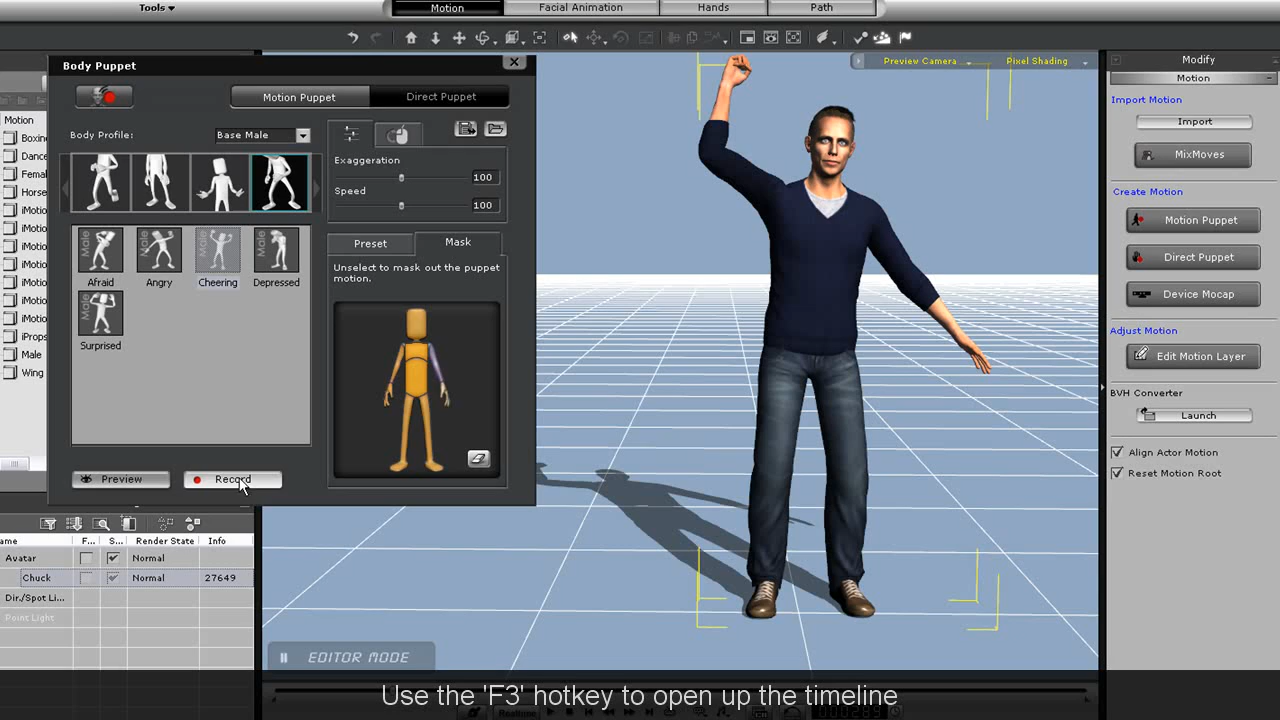 Tools
Motion
Facial Animation
Hands
Path
Body Puppet
Motion Puppet
Direct Puppet
Body Profile:
Base Male
Exaggeration
100
Speed
100
Afraid
Angry
Cheering
Depressed
Surprised
Preset
Mask
Unselect to mask out the puppet
motion.
Preview
Record
Motion
Boxin
Dance
Femal
Horse
iMotio
iMotio
iMotio
iMotio
iMotio
iMotio
iMotio
iProps
Male
Wing
ame
F...
S...
Render State
Info
Avatar
Normal
Chuck
Normal
27649
Dir./Spot Li...
Normal
Point Light
Preview Camera
Pixel Shading
EDITOR MODE
Modify
Motion
Import Motion
Import
MixMoves
Create Motion
Motion Puppet
Direct Puppet
Device Mocap
Adjust Motion
Edit Motion Layer
BVH Converter
Launch
Align Actor Motion
Reset Motion Root
Use the 'F3' hotkey to open up the timeline